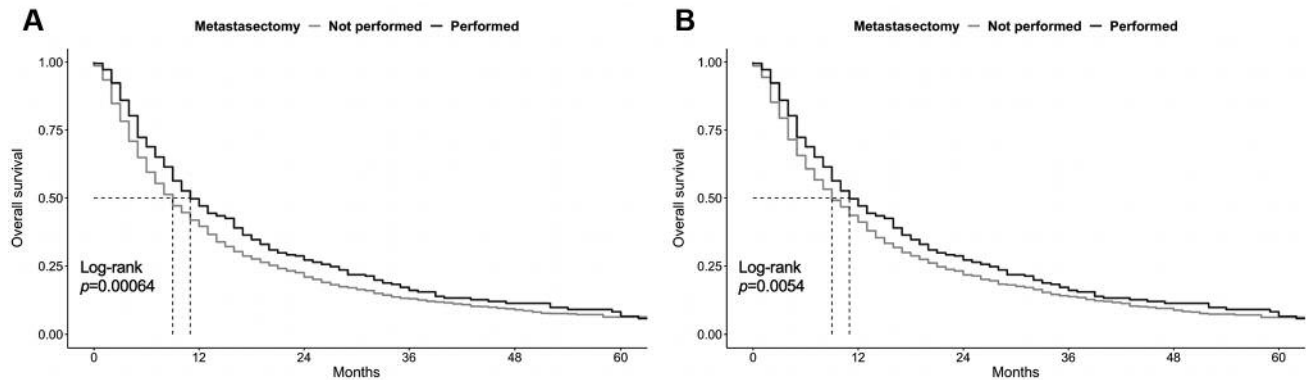 A
Metastasectomy Not performed Performed
1.00
0.75
0.50
0.25
0.00
Overall survival
Log-rank
p=0.00064
0 12 24 36 48 60
Months
B
Metastasectomy Not performed Performed
1.00
0.75
0.50
0.25
0.00
Overall survival
Log-rank
p=0.0054
0 12 24 36 48 60
Months